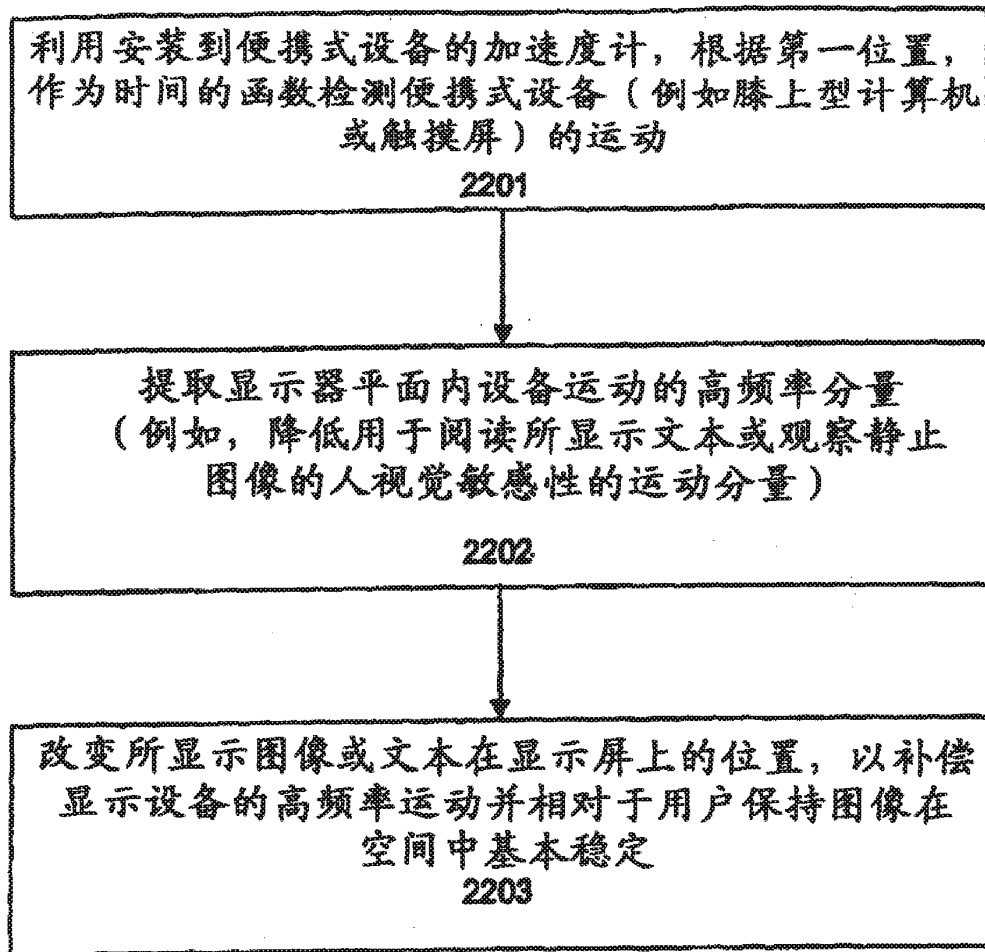 利用安装到便携式设备的加速度计，根据第一位置，
作为时间的函数检测便携式设备（例如膝上型计算机
或触摸屏）的运动
2201
提取显示器平面内设备运动的高频率分量
（例如，降低用于阅读所显示文本或观察静止
图像的人视觉敏感性的运动分量）
2202
改变所显示图像或文本在显示屏上的位置，以补偿
显示设备的高频率运动并相对于用户保持图像在
空间中基本稳定
2203